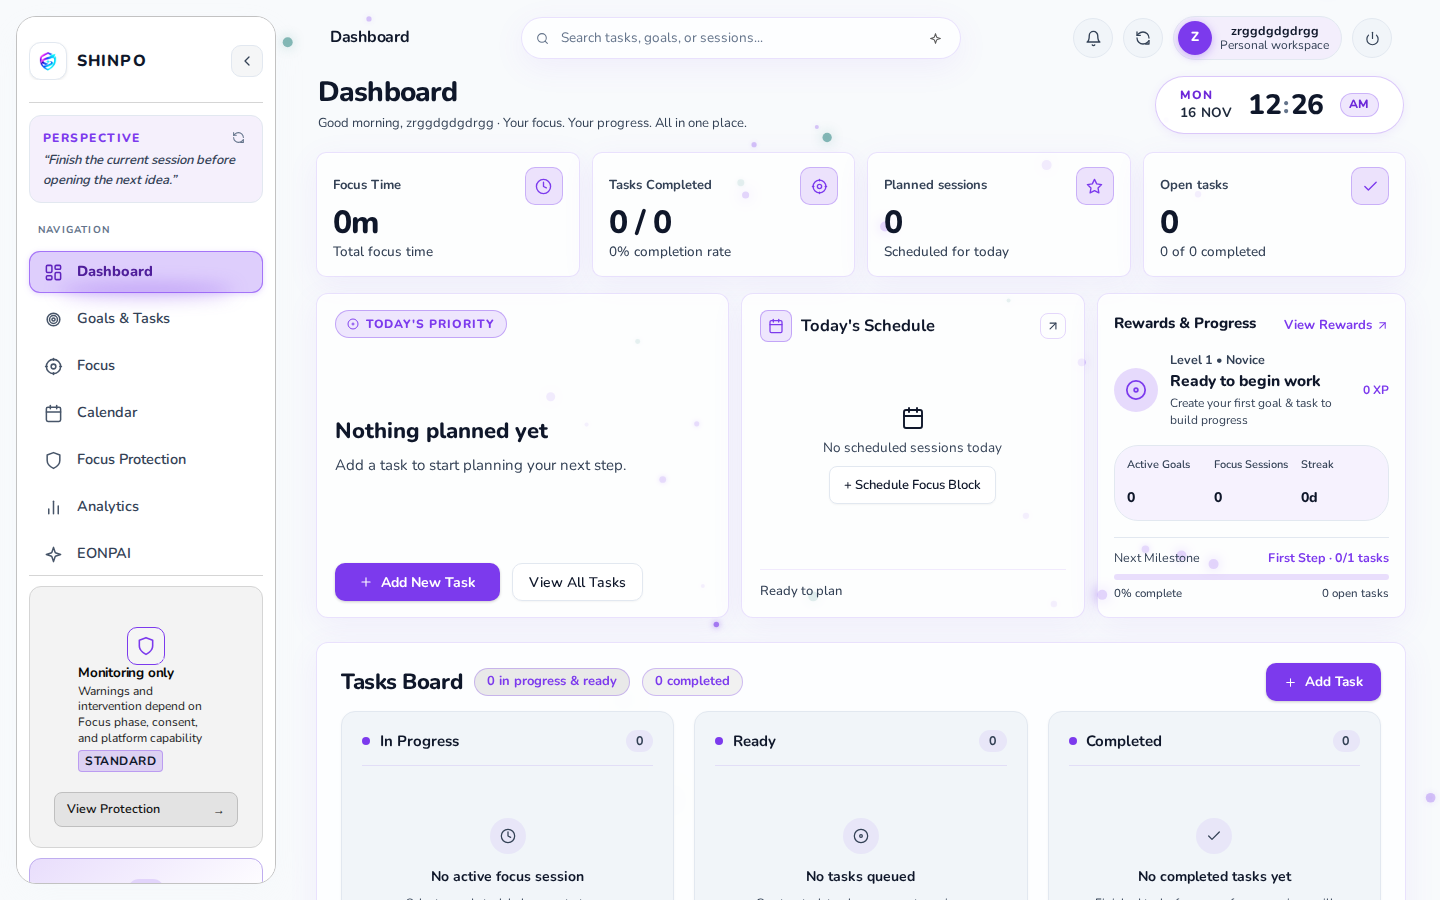 SHINPO
PERSPECTIVE
“Finish the current session before
opening the next idea.”
NAVIGATION
Dashboard
Goals & Tasks
Focus
Calendar
Focus Protection
Analytics
EONPAI
Monitoring only
Warnings and
intervention depend on
Focus phase, consent,
and platform capability
STANDARD
View Protection →
Dashboard
Search tasks, goals, or sessions...
Z
zrggdgdgdrgg
Personal workspace
Dashboard
Good morning, zrggdgdgdrgg · Your focus. Your progress. All in one place.
MON
16 NOV
12:26
AM
Focus Time
0m
Total focus time
Tasks Completed
0 / 0
0% completion rate
Planned sessions
0
Scheduled for today
Open tasks
0
0 of 0 completed
TODAY'S PRIORITY
Nothing planned yet
Add a task to start planning your next step.
+ Add New Task
View All Tasks
Today's Schedule
No scheduled sessions today
+ Schedule Focus Block
Ready to plan
Rewards & Progress
View Rewards ↗
Level 1 • Novice
Ready to begin work
Create your first goal & task to
build progress
0 XP
Active Goals Focus Sessions Streak
0 0 0d
Next Milestone First Step · 0/1 tasks
0% complete 0 open tasks
Tasks Board
0 in progress & ready
0 completed
+ Add Task
In Progress 0
No active focus session
Ready 0
No tasks queued
Completed 0
No completed tasks yet